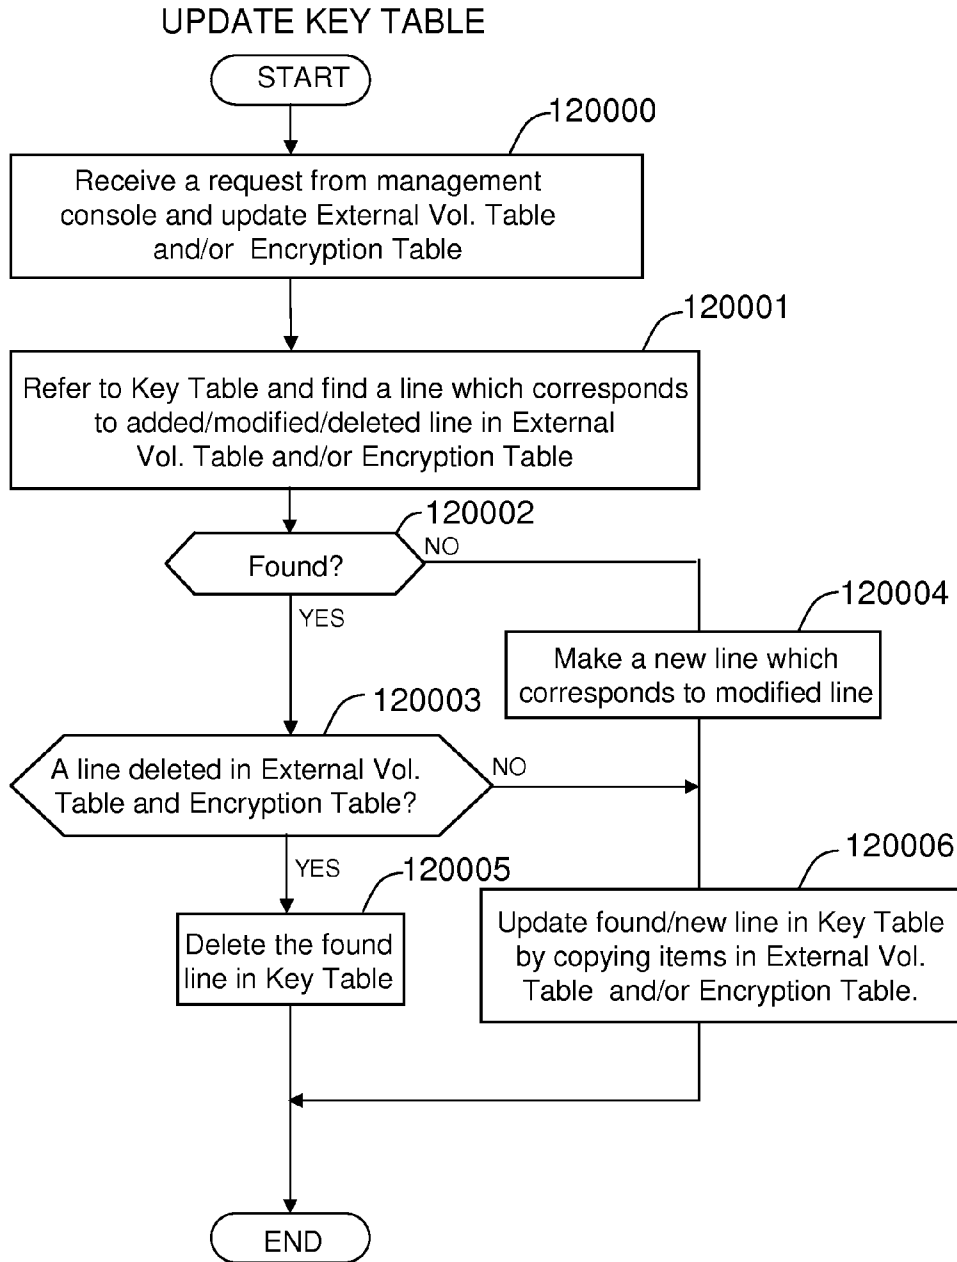 UPDATE KEY TABLE
START
120000
Receive a request from management
console and update External Vol. Table
and/or Encryption Table
120001
Refer to Key Table and find a line which corresponds
to added/modified/deleted line in External
Vol. Table and/or Encryption Table
120002
Found?
NO
YES
120004
Make a new line which
corresponds to modified line
120003
A line deleted in External Vol.
Table and Encryption Table?
NO
YES
120005
Delete the found
line in Key Table
120006
Update found/new line in Key Table
by copying items in External Vol.
Table and/or Encryption Table.
END